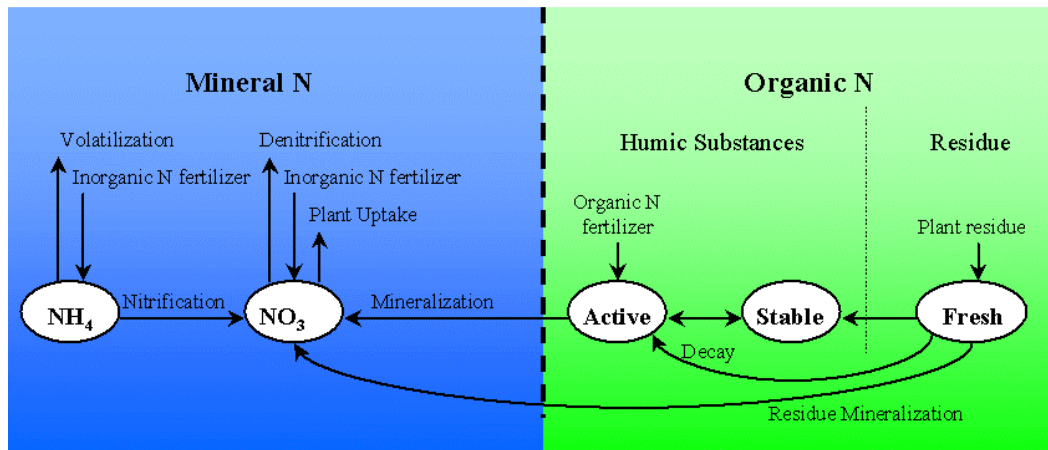 Mineral N
Organic N
Volatilization
Denitrification
Humic Substances
Residue
Inorganic N fertilizer
Inorganic N fertilizer
Plant Uptake
Organic N
fertilizer
Plant residue
NH₄
Nitrification
NO₃
Mineralization
Active
Stable
Fresh
Decay
Residue Mineralization